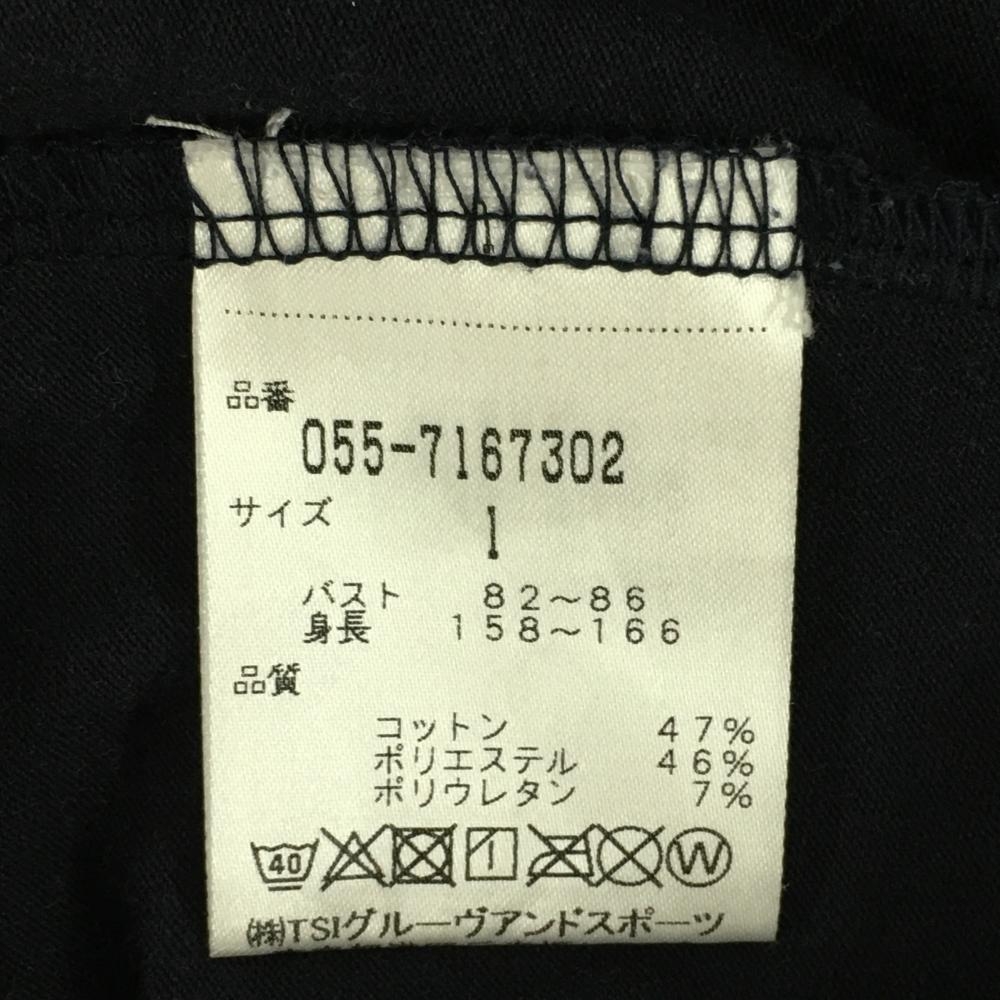 品番
055-7167302
サイズ
1
バスト 82～86
身長 158～166
品質
コットン 47%
ポリエステル 46%
ポリウレタン 7%
40 W
㈱TSIグルーヴアンドスポーツ